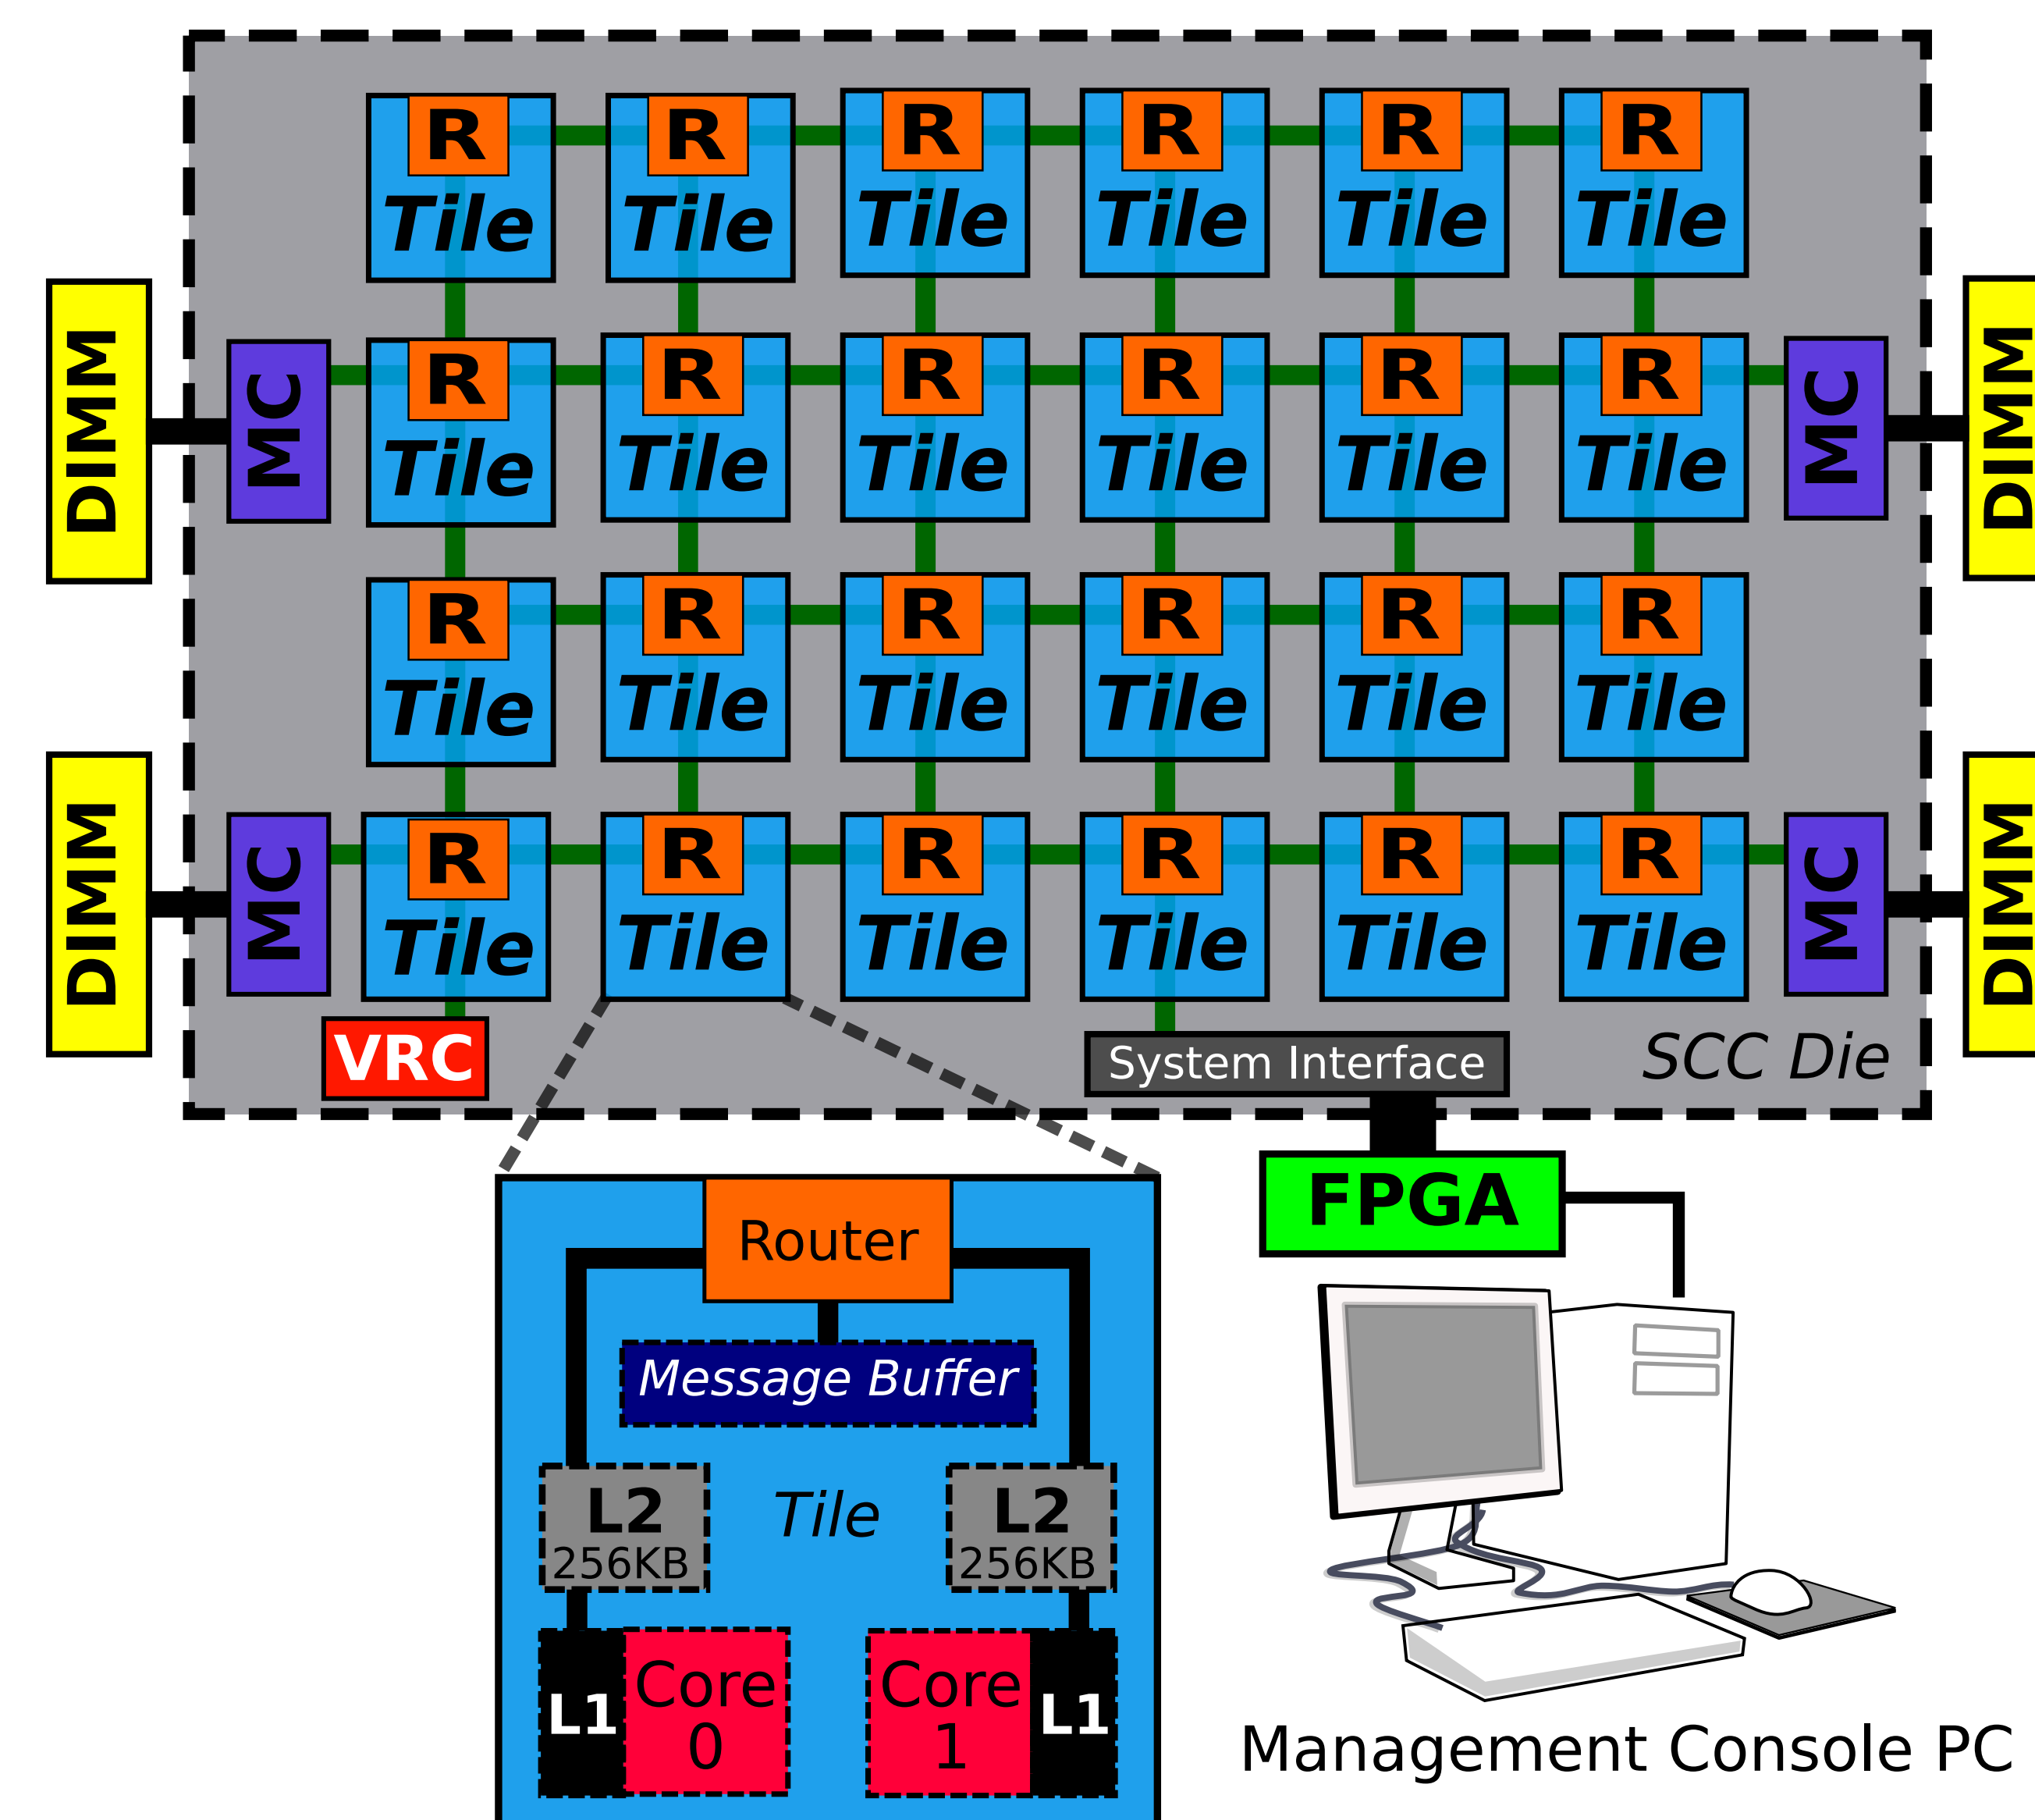 R R R R R R
Tile Tile Tile Tile Tile Tile
DIMM MC R R R R R R MC DIMM
Tile Tile Tile Tile Tile Tile
R R R R R R
Tile Tile Tile Tile Tile Tile
DIMM MC R R R R R R MC DIMM
Tile Tile Tile Tile Tile Tile
VRC
System Interface
SCC Die
FPGA
Router
Message Buffer
L2
256KB
Tile
L2
256KB
L1
Core
0
Core
1
L1
Management Console PC